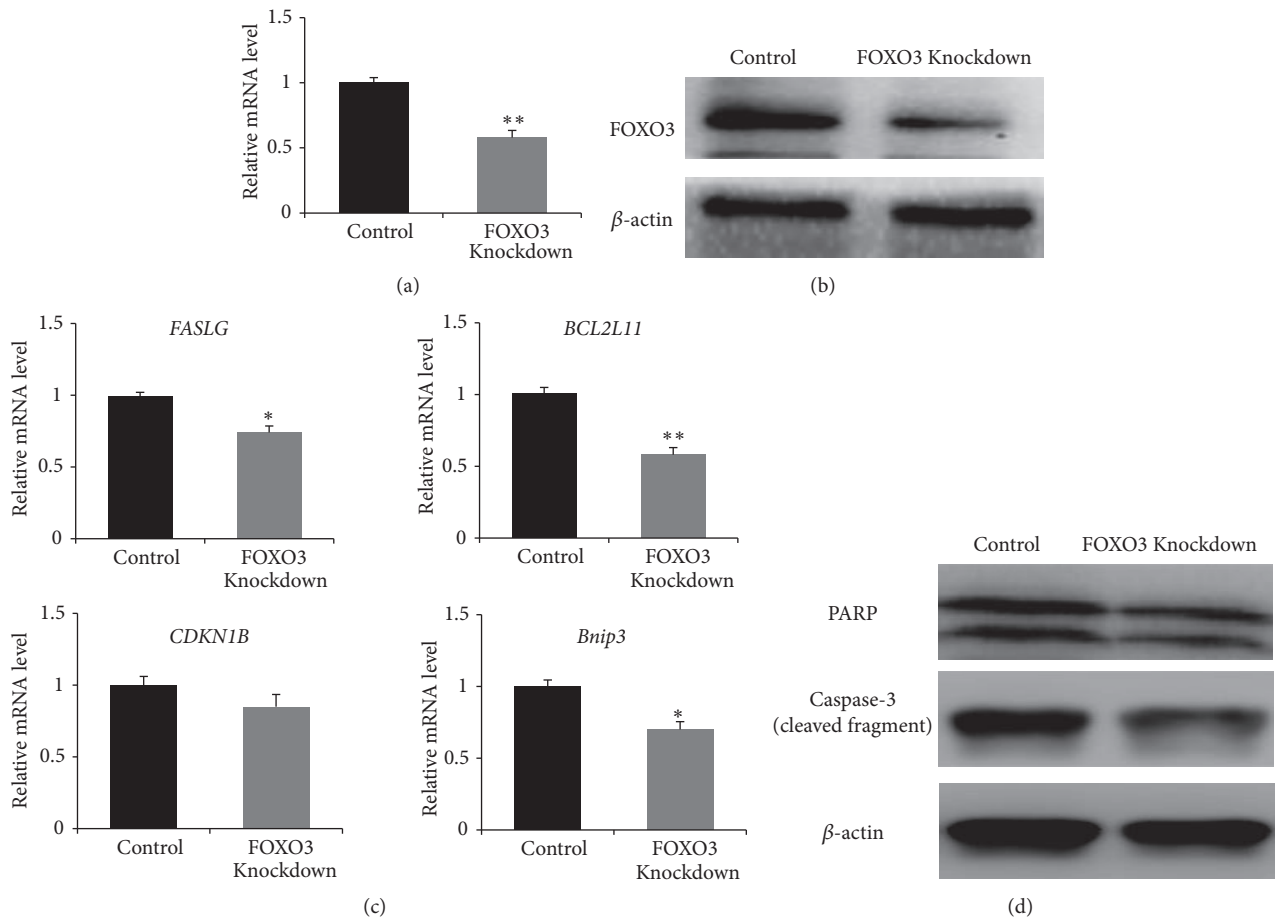 1.5
1
0.5
0
Relative mRNA level
**
Control
FOXO3
Knockdown
(a)
Control
FOXO3 Knockdown
FOXO3
β-actin
(b)
1.5
1
0.5
0
Relative mRNA level
FASLG
*
Control
FOXO3
Knockdown
1.5
1
0.5
0
Relative mRNA level
BCL2L11
**
Control
FOXO3
Knockdown
1.5
1
0.5
0
Relative mRNA level
CDKN1B
Control
FOXO3
Knockdown
1.5
1
0.5
0
Relative mRNA level
Bnip3
*
Control
FOXO3
Knockdown
(c)
Control
FOXO3 Knockdown
PARP
Caspase-3
(cleaved fragment)
β-actin
(d)